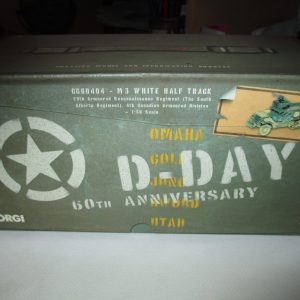 CC60404 - M3 WHITE HALF TRACK
29th Armoured Reconnaissance Regiment (The South
Alberta Regiment), 4th Canadian Armoured Division
- 1:50 Scale
OMAHA
GOLD
JUNO
SWORD
UTAH
D-DAY
60TH ANNIVERSARY
CORGI